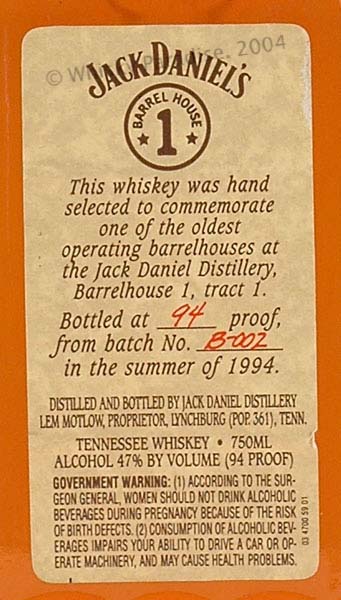 © W Paradise, 2004
JACK DANIEL'S
BARREL HOUSE
1
This whiskey was hand
selected to commemorate
one of the oldest
operating barrelhouses at
the Jack Daniel Distillery,
Barrelhouse 1, tract 1.
Bottled at 94 proof,
from batch No. B-002
in the summer of 1994.
DISTILLED AND BOTTLED BY JACK DANIEL DISTILLERY
LEM MOTLOW, PROPRIETOR, LYNCHBURG (POP. 361), TENN.
TENNESSEE WHISKEY • 750ML
ALCOHOL 47% BY VOLUME (94 PROOF)
GOVERNMENT WARNING: (1) ACCORDING TO THE SUR-
GEON GENERAL, WOMEN SHOULD NOT DRINK ALCOHOLIC
BEVERAGES DURING PREGNANCY BECAUSE OF THE RISK
OF BIRTH DEFECTS. (2) CONSUMPTION OF ALCOHOLIC BEV-
ERAGES IMPAIRS YOUR ABILITY TO DRIVE A CAR OR OP-
ERATE MACHINERY, AND MAY CAUSE HEALTH PROBLEMS.
03 4700 59 01